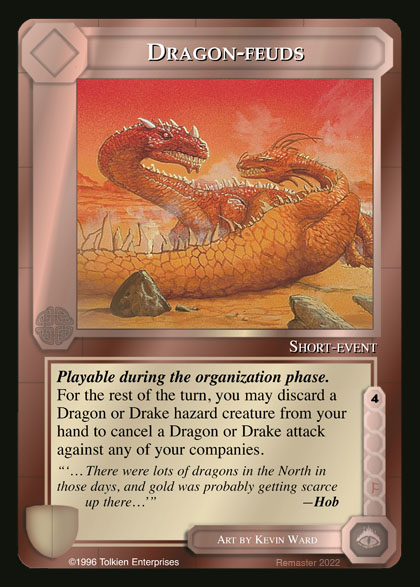 DRAGON-FEUDS
SHORT-EVENT
Playable during the organization phase.
For the rest of the turn, you may discard a
Dragon or Drake hazard creature from your
hand to cancel a Dragon or Drake attack
against any of your companies.
“‘… There were lots of dragons in the North in
those days, and gold was probably getting scarce
up there…’” —Hob
4
R
ART BY KEVIN WARD
©1996 Tolkien Enterprises
Remaster 2022